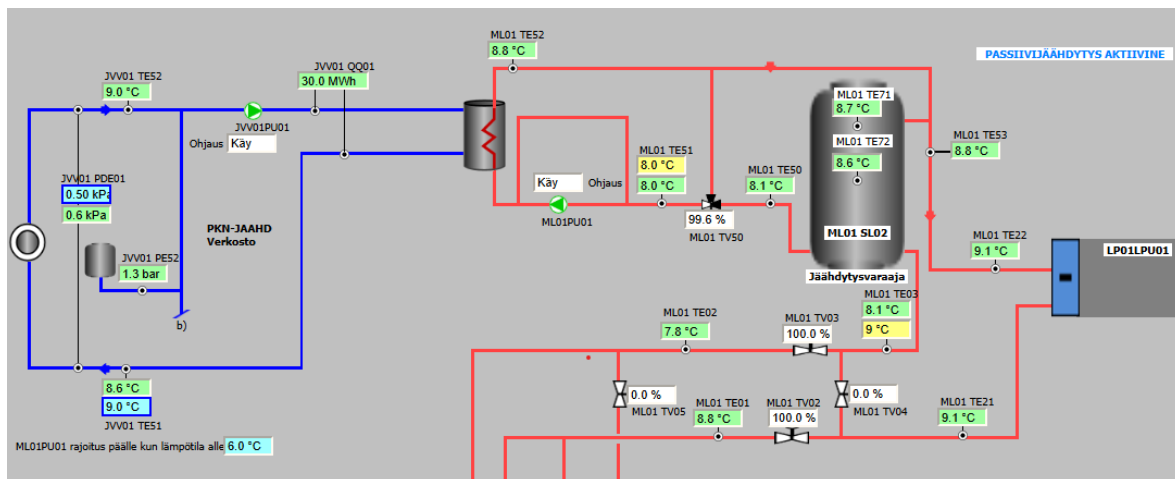 ML01 TE52
8.8 °C
PASSIIVIJÄÄHDYTYS AKTIIVINE
JVV01 TE52
9.0 °C
JVV01 QQ01
30.0 MWh
JVV01PU01
Ohjaus Käy
ML01 TE71
8.7 °C
ML01 TE72
8.6 °C
ML01 TE53
8.8 °C
ML01 TE51
8.0 °C
8.0 °C
ML01 TE50
8.1 °C
Käy Ohjaus
ML01PU01
99.6 %
ML01 TV50
ML01 SL02
Jäähdytysvaraaja
JVV01 PDE01
0.50 kPa
0.6 kPa
PKN-JAAHD
Verkosto
JVV01 PE52
1.3 bar
b)
ML01 TE22
9.1 °C
LP01LPU01
ML01 TE03
8.1 °C
9 °C
ML01 TE02
7.8 °C
ML01 TV03
100.0 %
0.0 %
ML01 TV05
0.0 %
ML01 TV04
ML01 TE01
8.8 °C
ML01 TV02
100.0 %
ML01 TE21
9.1 °C
8.6 °C
9.0 °C
JVV01 TE51
ML01PU01 rajoitus päälle kun lämpötila alle 6.0 °C